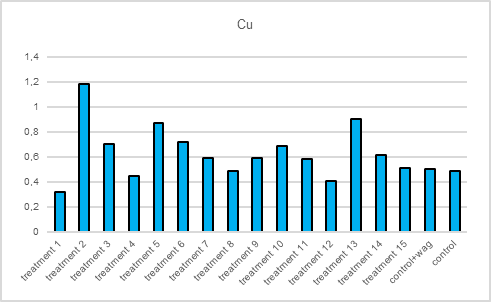 Cu
1,4
1,2
1
0,8
0,6
0,4
0,2
0
treatment 1
treatment 2
treatment 3
treatment 4
treatment 5
treatment 6
treatment 7
treatment 8
treatment 9
treatment 10
treatment 11
treatment 12
treatment 13
treatment 14
treatment 15
control+wag
control